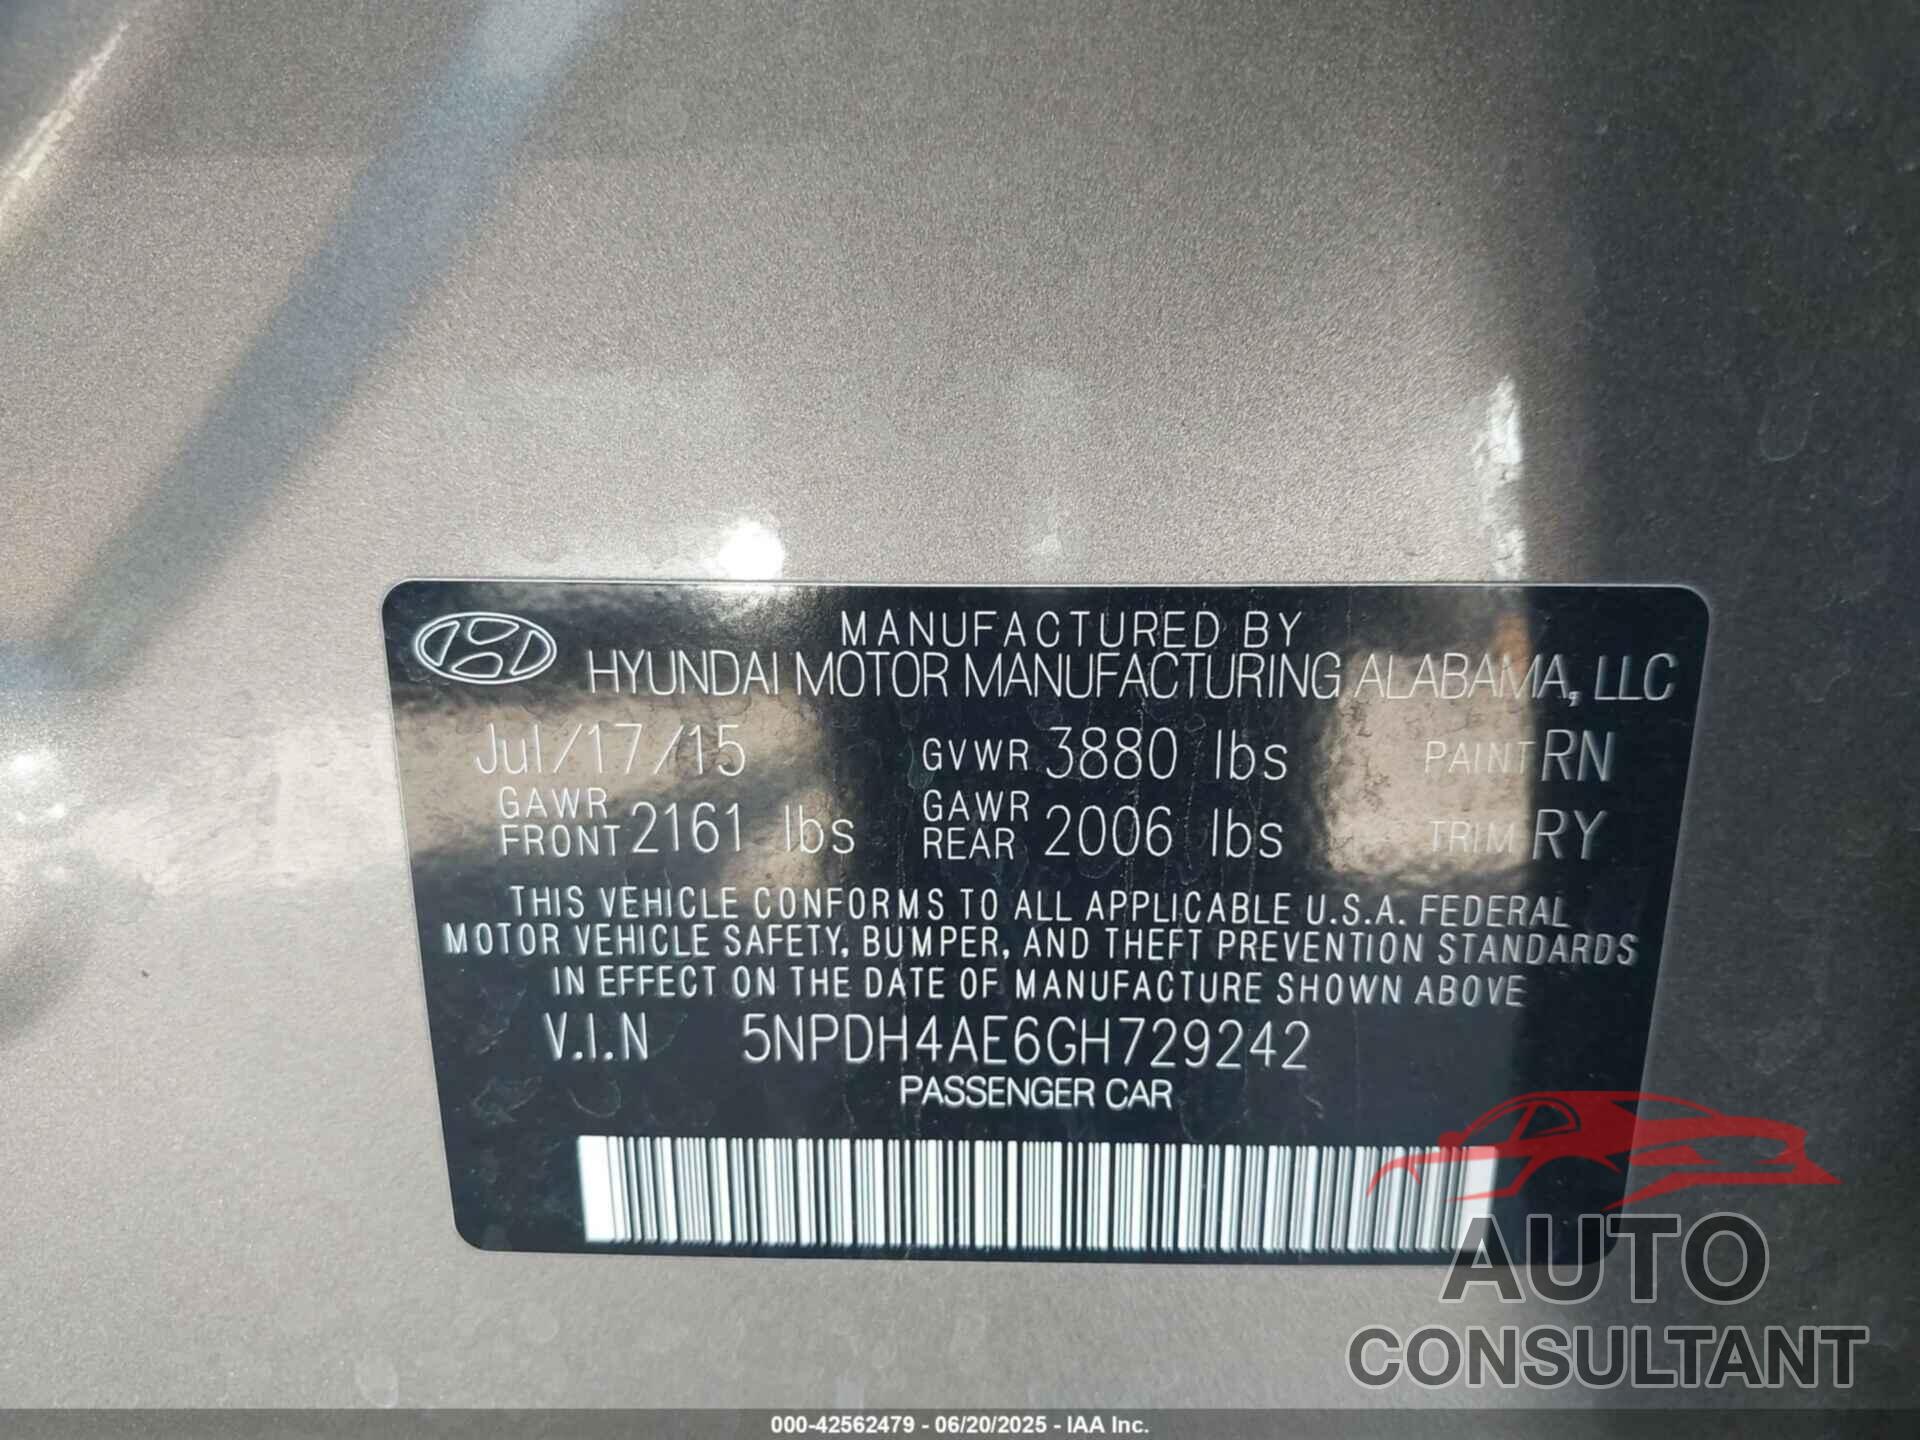 MANUFACTURED BY
HYUNDAI MOTOR MANUFACTURING ALABAMA, LLC
Jul/17/15 GVWR 3880 lbs PAINT RN
GAWR FRONT 2161 lbs GAWR REAR 2006 lbs TRIM RY
THIS VEHICLE CONFORMS TO ALL APPLICABLE U.S.A. FEDERAL
MOTOR VEHICLE SAFETY, BUMPER, AND THEFT PREVENTION STANDARDS
IN EFFECT ON THE DATE OF MANUFACTURE SHOWN ABOVE
V.I.N 5NPDH4AE6GH729242
PASSENGER CAR
AUTO
CONSULTANT
000-42562479 - 06/20/2025 - IAA Inc.